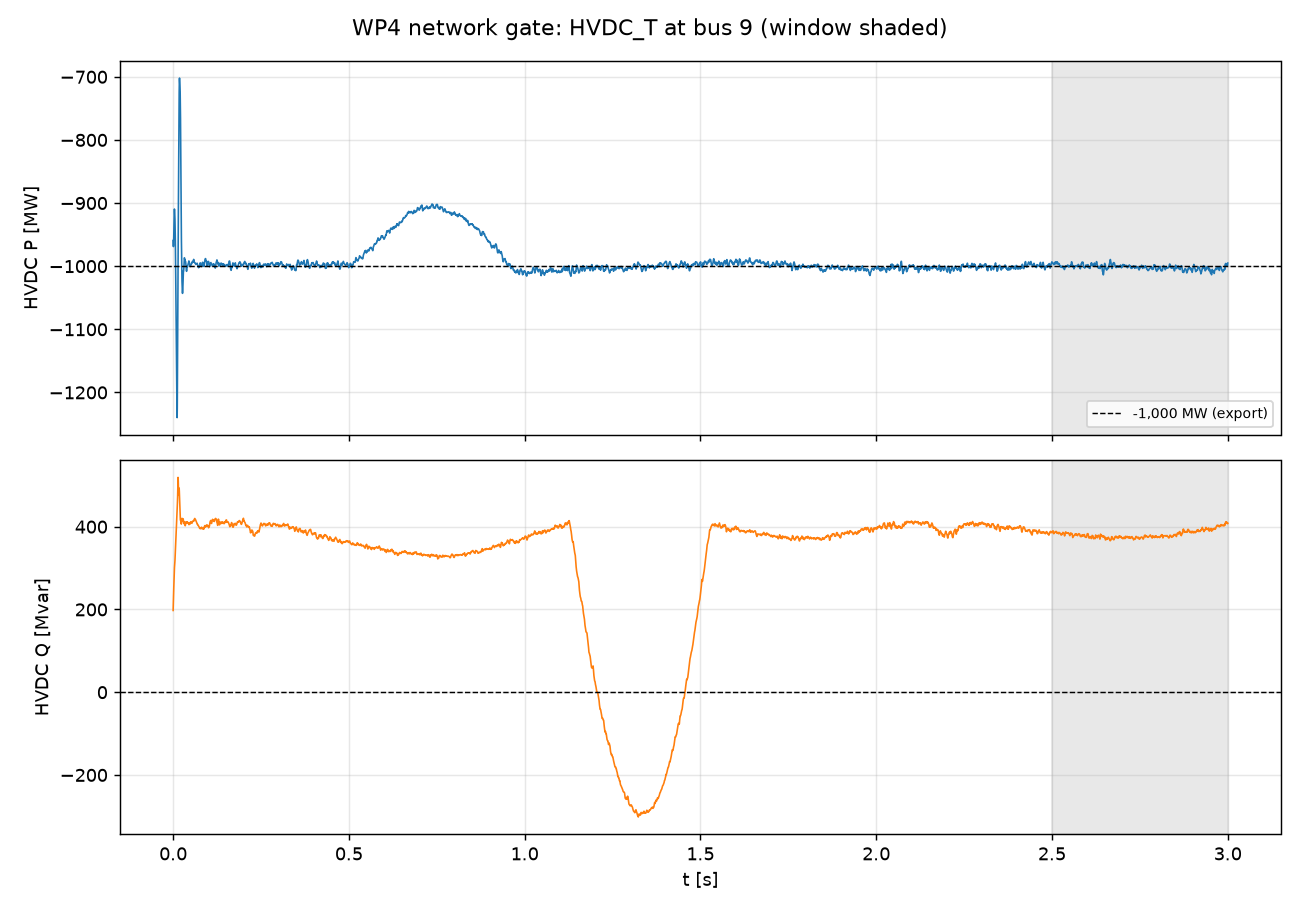 WP4 network gate: HVDC_T at bus 9 (window shaded)
HVDC P [MW]
−700
−800
−900
−1000
−1100
−1200
-1,000 MW (export)
HVDC Q [Mvar]
400
200
0
−200
0.0 0.5 1.0 1.5 2.0 2.5 3.0
t [s]